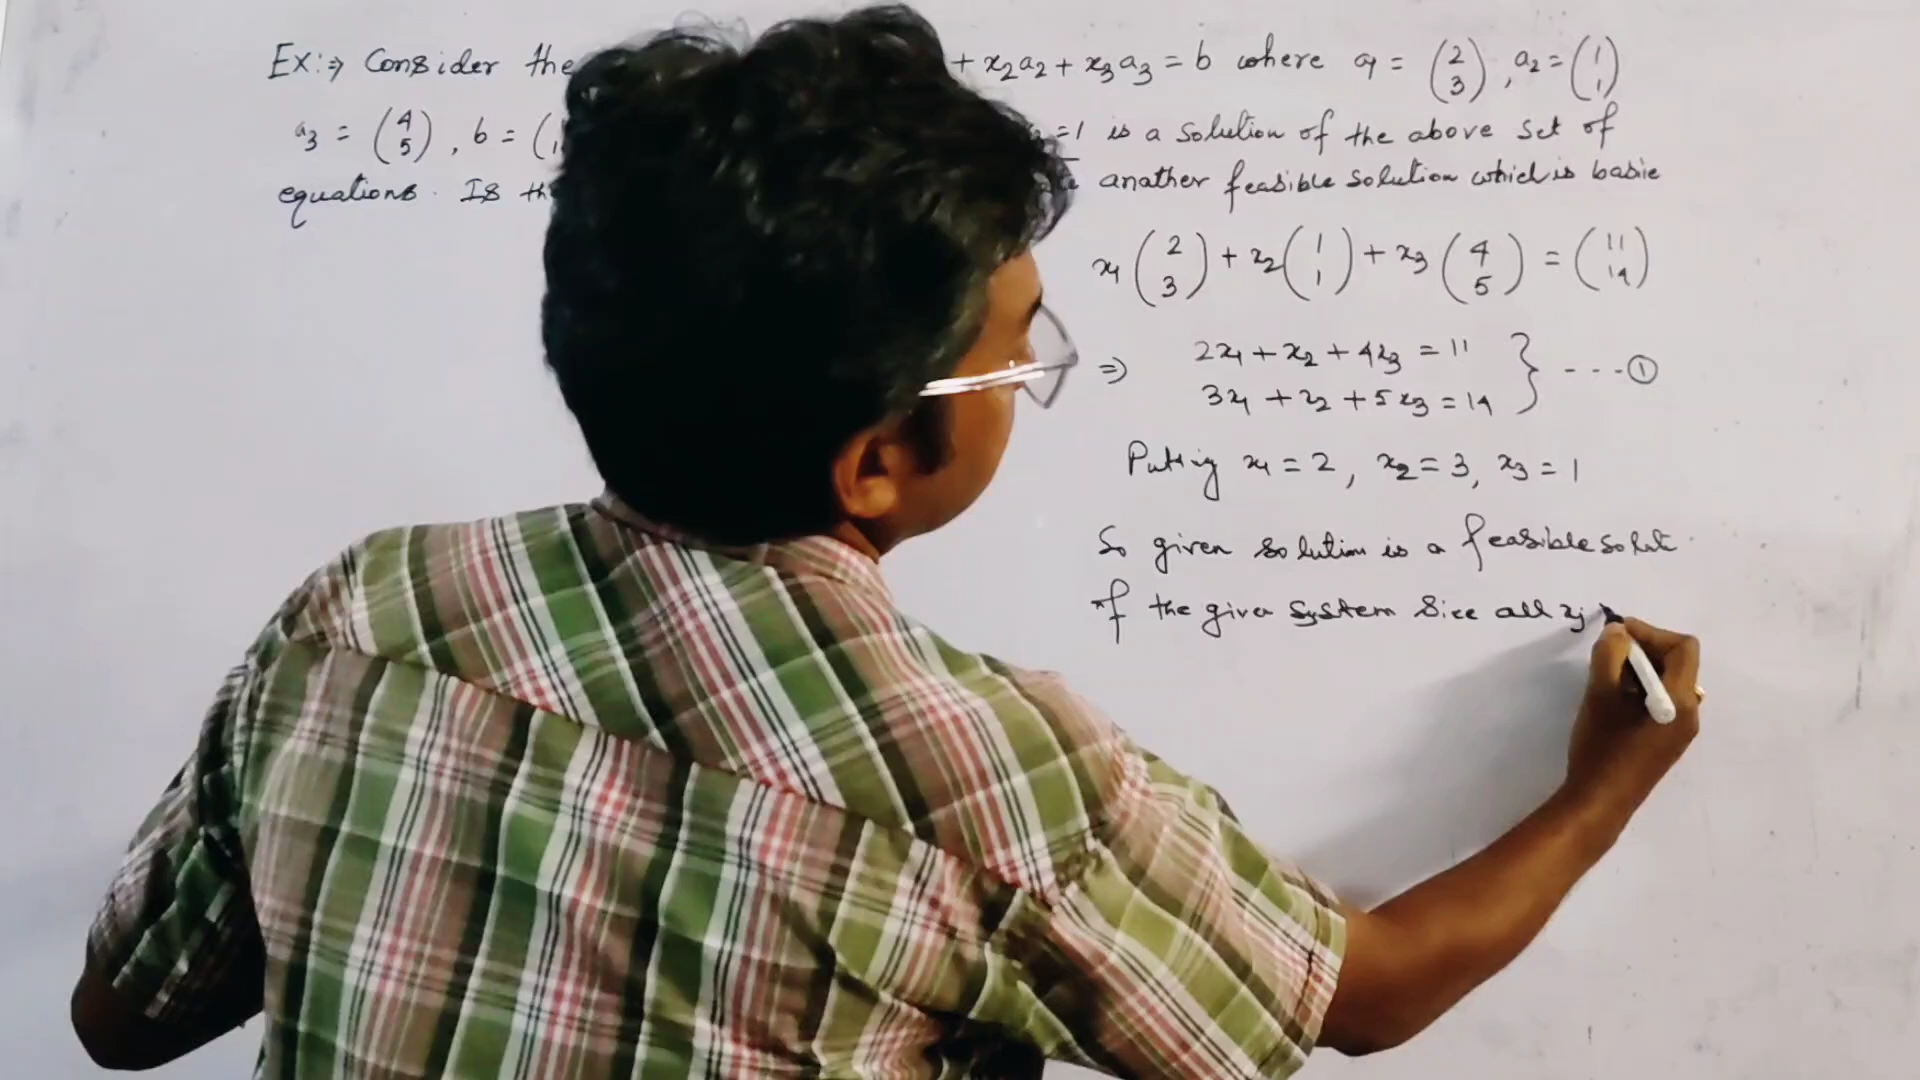 Ex:⇒ Consider the + x₂a₂ + x₃a₃ = b where a₁ = (2 3), a₂ = (1 1)
a₃ = (4 5), b = ( =1 is a solution of the above set of
equations. Is another feasible solution which is basic
x₁ (2 3) + x₂ (1 1) + x₃ (4 5) = (11 14)
⇒ 2x₁ + x₂ + 4x₃ = 11
3x₁ + x₂ + 5x₃ = 14 } ---①
Putting x₁ = 2, x₂ = 3, x₃ = 1
So given solution is a feasible solut
of the given system Sice all xj